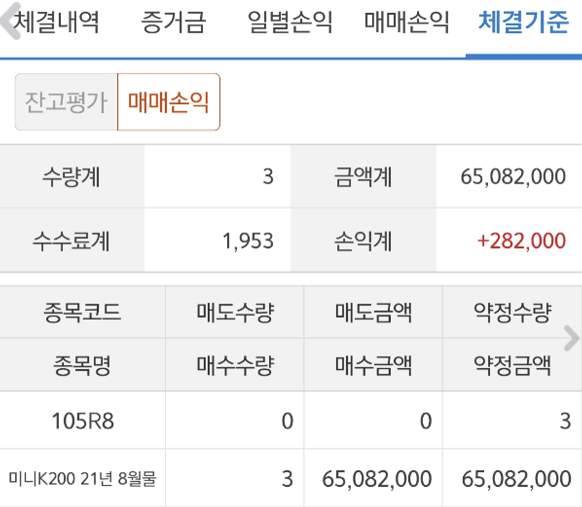 체결내역 증거금 일별손익 매매손익 체결기준
잔고평가 매매손익
수량계 3 금액계 65,082,000
수수료계 1,953 손익계 +282,000
종목코드 매도수량 매도금액 약정수량
종목명 매수수량 매수금액 약정금액
105R8 0 0 3
미니K200 21년 8월물 3 65,082,000 65,082,000